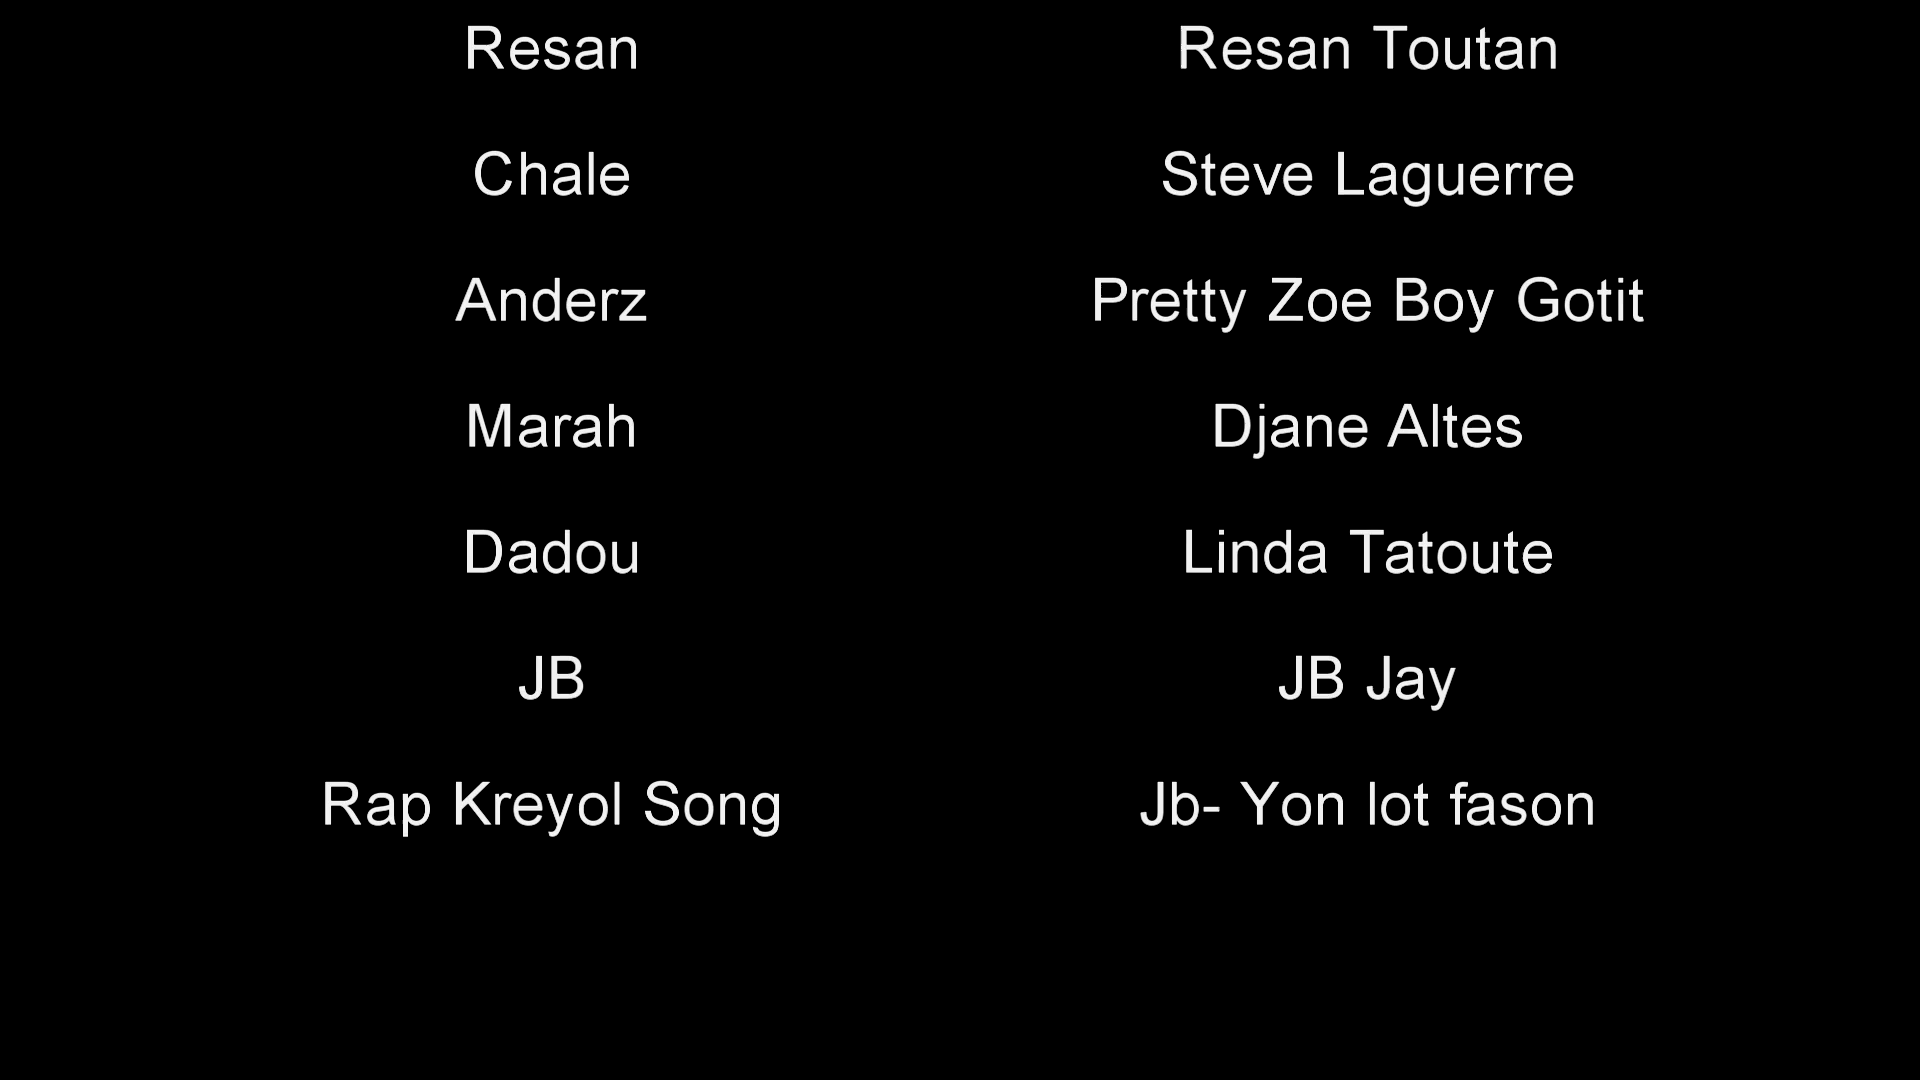 Resan Resan Toutan
Chale Steve Laguerre
Anderz Pretty Zoe Boy Gotit
Marah Djane Altes
Dadou Linda Tatoute
JB JB Jay
Rap Kreyol Song Jb- Yon lot fason